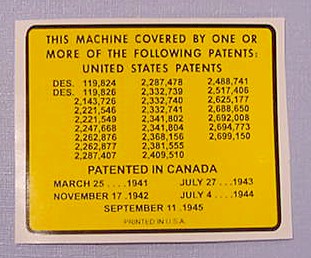 THIS MACHINE COVERED BY ONE OR
MORE OF THE FOLLOWING PATENTS:
UNITED STATES PATENTS
DES. 119,824 2,287,478 2,488,741
DES. 119,826 2,332,739 2,517,406
2,143,726 2,332,740 2,625,177
2,221,546 2,332,741 2,688,650
2,221,549 2,341,802 2,692,008
2,247,668 2,341,804 2,694,773
2,262,876 2,368,156 2,699,150
2,262,877 2,381,555
2,287,407 2,409,510
PATENTED IN CANADA
MARCH 25 ....1941 JULY 27 ...1943
NOVEMBER 17 .1942 JULY 4 ....1944
SEPTEMBER 11 .1945
PRINTED IN U.S.A.